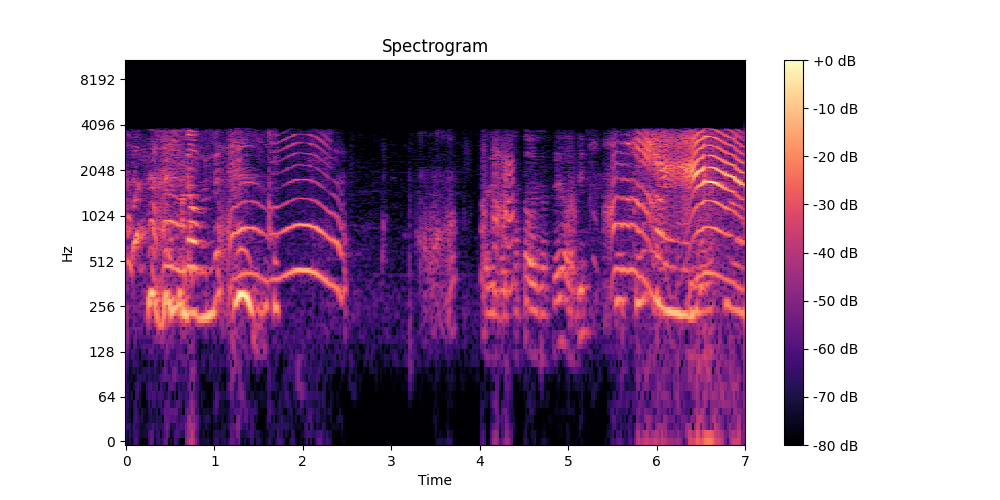 Spectrogram
8192
4096
2048
1024
512
256
128
64
0
Hz
0 1 2 3 4 5 6 7
Time
+0 dB
-10 dB
-20 dB
-30 dB
-40 dB
-50 dB
-60 dB
-70 dB
-80 dB